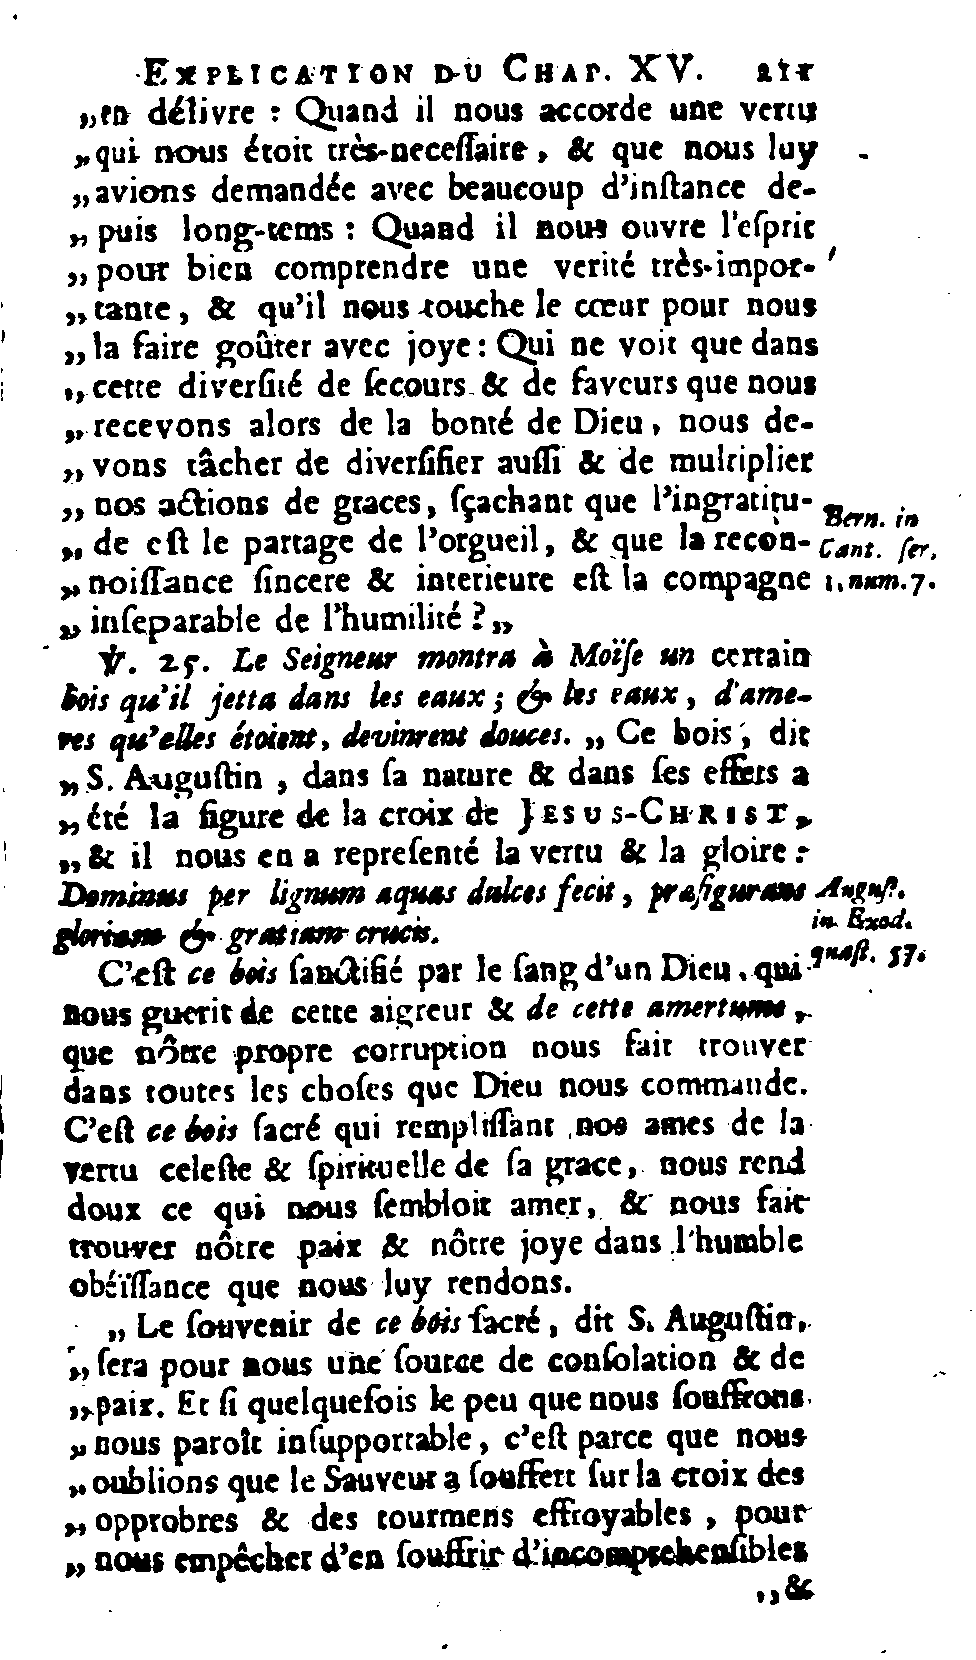 EXPLICATION DU CHAP. XV. 211
„en délivre : Quand il nous accorde une vertu
„qui nous étoit très-neceſſaire, & que nous luy
„avions demandée avec beaucoup d'inſtance de-
„puis long-tems : Quand il nous ouvre l'eſprit
„pour bien comprendre une verité très-impor-
„tante, & qu'il nous touche le cœur pour nous
„la faire goûter avec joye : Qui ne voit que dans
„cette diverſité de ſecours & de faveurs que nous
„recevons alors de la bonté de Dieu, nous de-
„vons tâcher de diverſifier auſſi & de multiplier
„nos actions de graces, ſçachant que l'ingratitu-
„de eſt le partage de l'orgueil, & que la recon-
„noiſſance ſincere & interieure eſt la compagne
„inſeparable de l'humilité ?„
Bern. in
Cant. ſer.
1. num. 7.
℣. 25. Le Seigneur montra à Moïſe un certain
bois qu'il jetta dans les eaux ; & les eaux, d'ame-
res qu'elles étoient, devinrent douces. „Ce bois, dit
„S. Auguſtin, dans ſa nature & dans ſes effets a
„été la figure de la croix de JESUS-CHRIST,
„& il nous en a repreſenté la vertu & la gloire :
Dominus per lignum aquas dulces fecit, præfigurans
gloriam & gratiam crucis.
Auguſt.
in Exod.
quæſt. 57.
C'eſt ce bois ſanctifié par le ſang d'un Dieu, qui
nous guerit de cette aigreur & de cette amertume,
que nôtre propre corruption nous fait trouver
dans toutes les choſes que Dieu nous commande.
C'eſt ce bois ſacré qui rempliſſant nos ames de la
vertu celeſte & ſpirituelle de ſa grace, nous rend
doux ce qui nous ſembloit amer, & nous fait
trouver nôtre paix & nôtre joye dans l'humble
obéïſſance que nous luy rendons.
„Le ſouvenir de ce bois ſacré, dit S. Auguſtin,
„ſera pour nous une ſource de conſolation & de
„paix. Et ſi quelquefois le peu que nous ſouffrons
„nous paroît inſupportable, c'eſt parce que nous
„oublions que le Sauveur a ſouffert ſur la croix des
„opprobres & des tourmens effroyables, pour
„nous empêcher d'en ſouffrir d'incomprehenſibles
„&